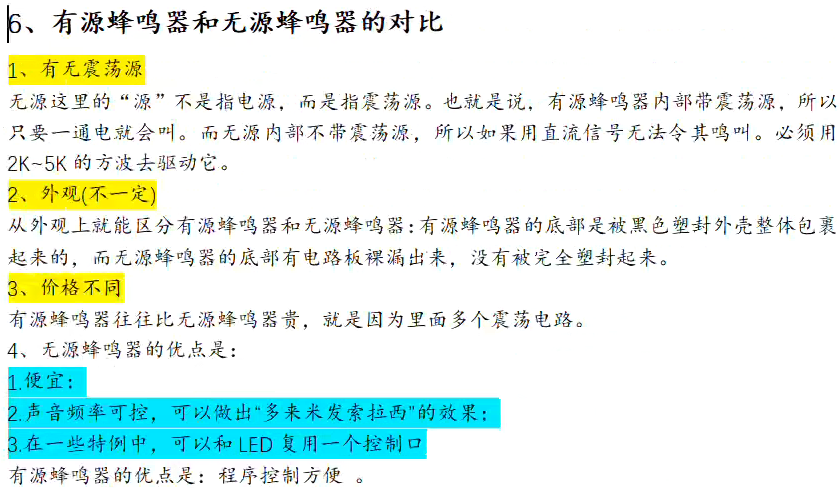 6、有源蜂鸣器和无源蜂鸣器的对比
1、有无震荡源
无源这里的“源”不是指电源，而是指震荡源。也就是说，有源蜂鸣器内部带震荡源，所以
只要一通电就会叫。而无源内部不带震荡源，所以如果用直流信号无法令其鸣叫。必须用
2K~5K 的方波去驱动它。
2、外观(不一定)
从外观上就能区分有源蜂鸣器和无源蜂鸣器：有源蜂鸣器的底部是被黑色塑封外壳整体包裹
起来的，而无源蜂鸣器的底部有电路板裸漏出来，没有被完全塑封起来。
3、价格不同
有源蜂鸣器往往比无源蜂鸣器贵，就是因为里面多个震荡电路。
4、无源蜂鸣器的优点是：
1.便宜；
2.声音频率可控，可以做出“多来米发索拉西”的效果；
3.在一些特例中，可以和 LED 复用一个控制口
有源蜂鸣器的优点是：程序控制方便 。